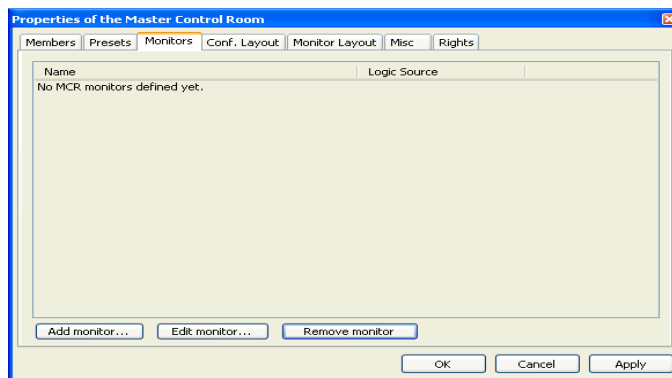 Properties of the Master Control Room
Members Presets Monitors Conf. Layout Monitor Layout Misc Rights
Name Logic Source
No MCR monitors defined yet.
Add monitor... Edit monitor... Remove monitor
OK Cancel Apply